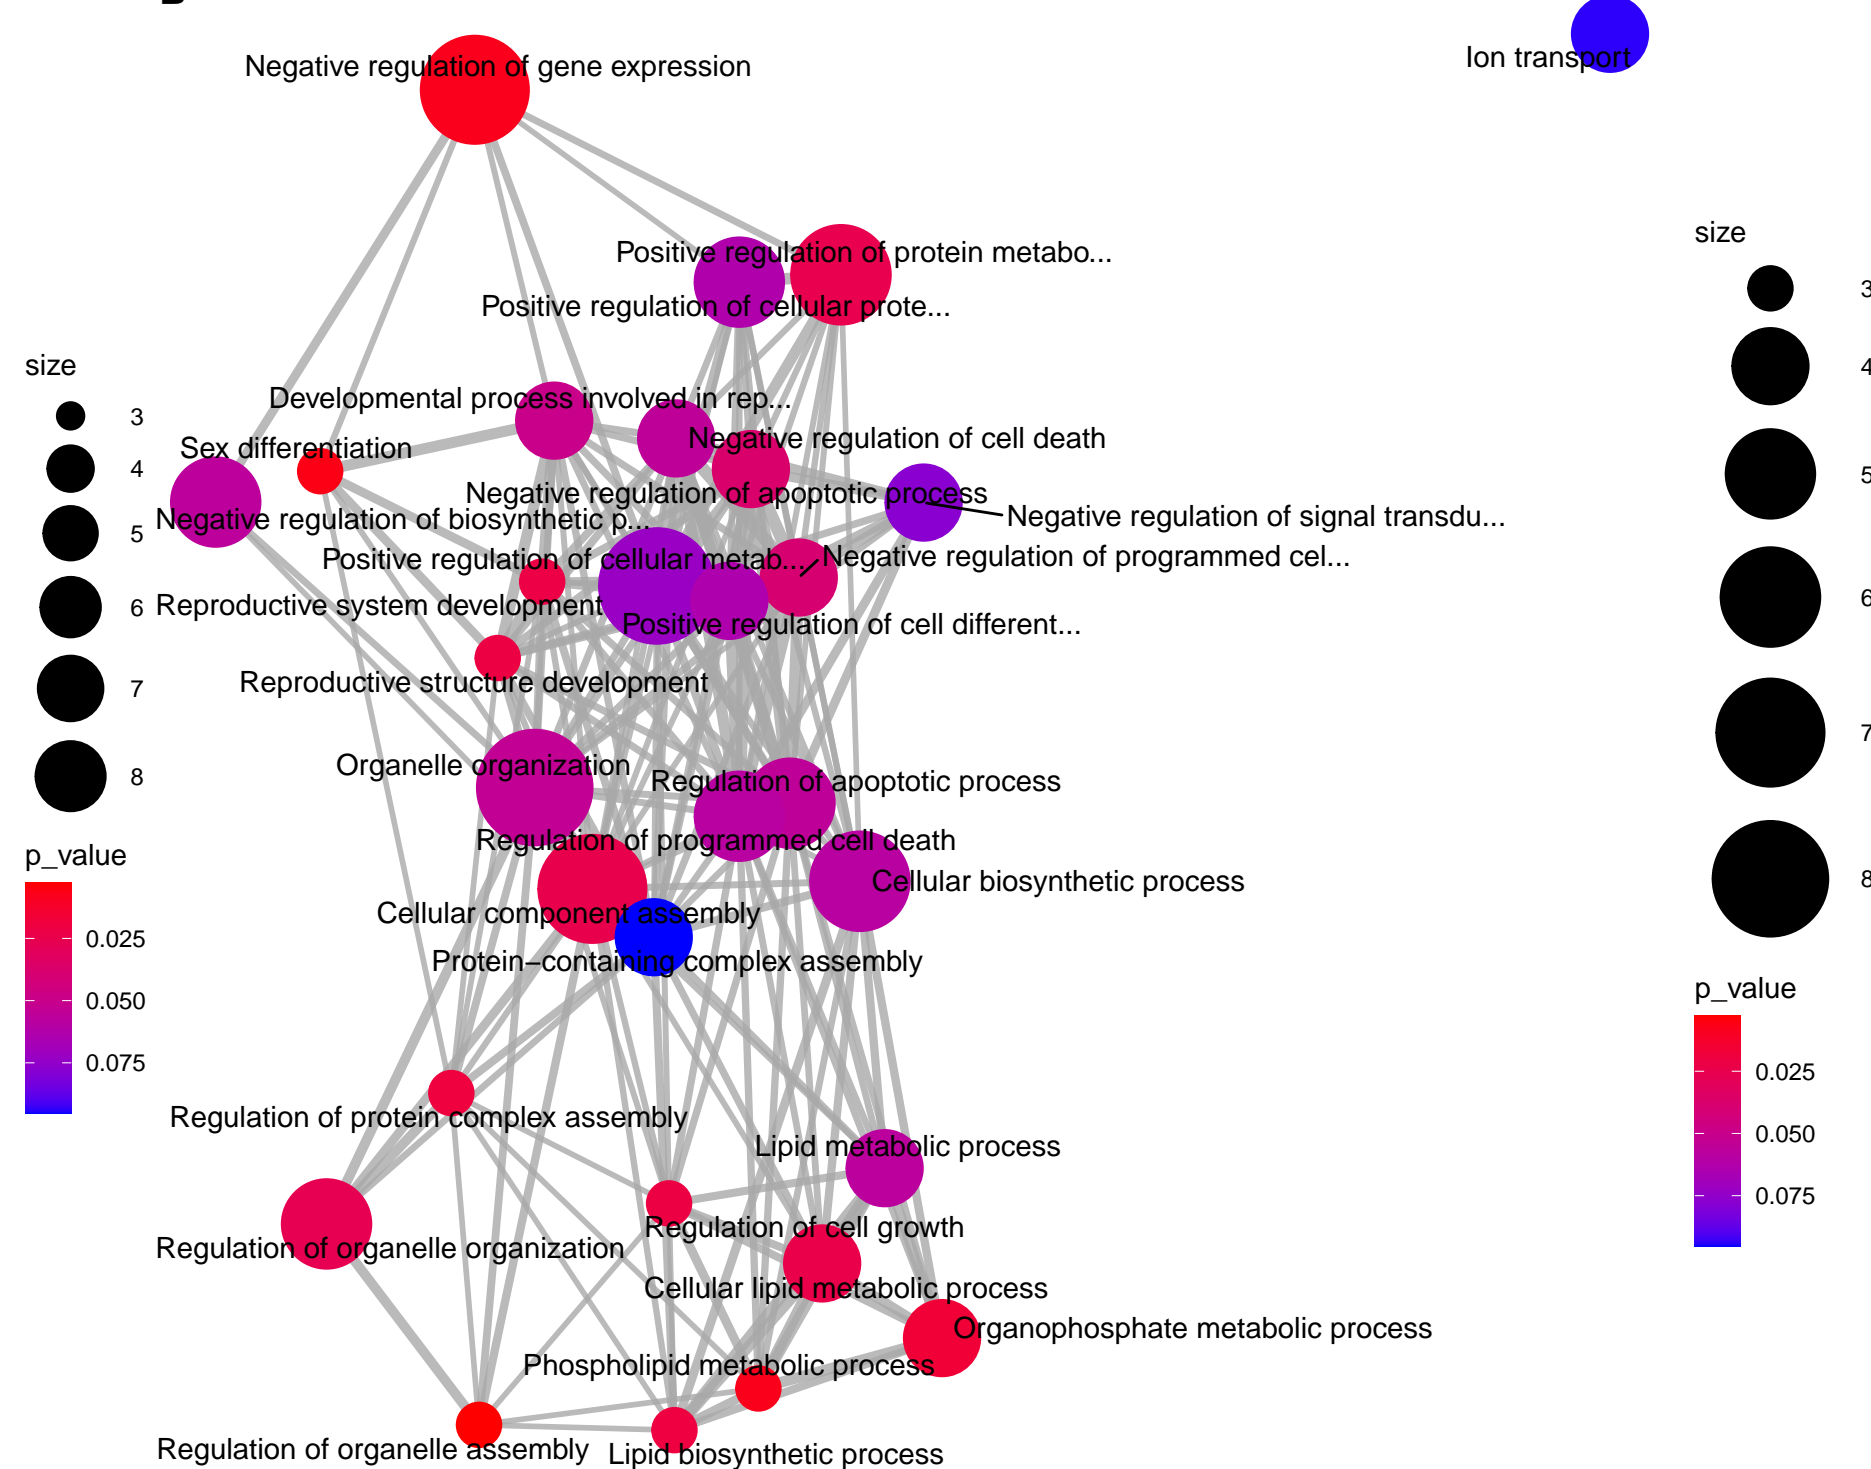 Negative regulation of gene expression
Ion transport
Positive regulation of protein metabo...
Positive regulation of cellular prote...
Developmental process involved in rep...
Sex differentiation
Negative regulation of cell death
Negative regulation of apoptotic process
Negative regulation of biosynthetic p...
Negative regulation of signal transdu...
Positive regulation of cellular metab...
Negative regulation of programmed cel...
Reproductive system development
Positive regulation of cell different...
Reproductive structure development
Organelle organization
Regulation of apoptotic process
Regulation of programmed cell death
Cellular biosynthetic process
Cellular component assembly
Protein−containing complex assembly
Regulation of protein complex assembly
Lipid metabolic process
Regulation of cell growth
Regulation of organelle organization
Cellular lipid metabolic process
Organophosphate metabolic process
Phospholipid metabolic process
Regulation of organelle assembly
Lipid biosynthetic process
size
3
4
5
6
7
8
p_value
0.025
0.050
0.075
size
3
4
5
6
7
8
p_value
0.025
0.050
0.075